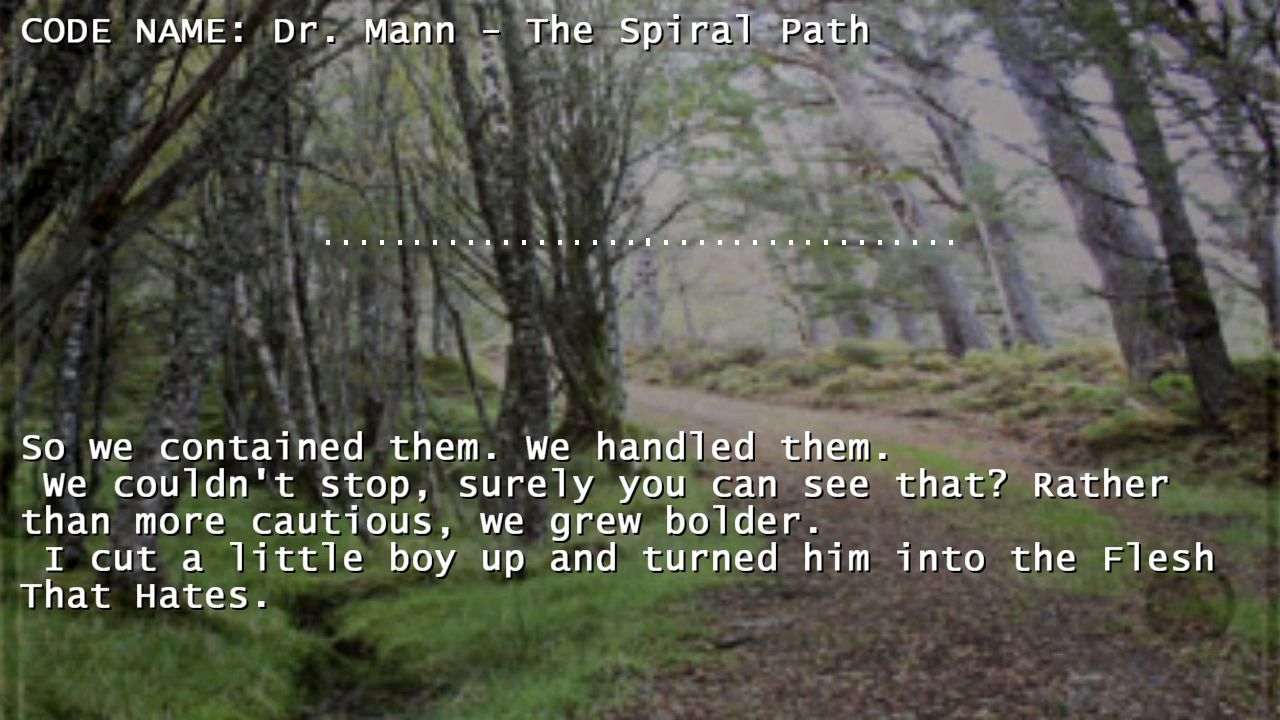 CODE NAME: Dr. Mann – The Spiral Path
....................................
So we contained them. We handled them.
We couldn't stop, surely you can see that? Rather
than more cautious, we grew bolder.
I cut a little boy up and turned him into the Flesh
That Hates.